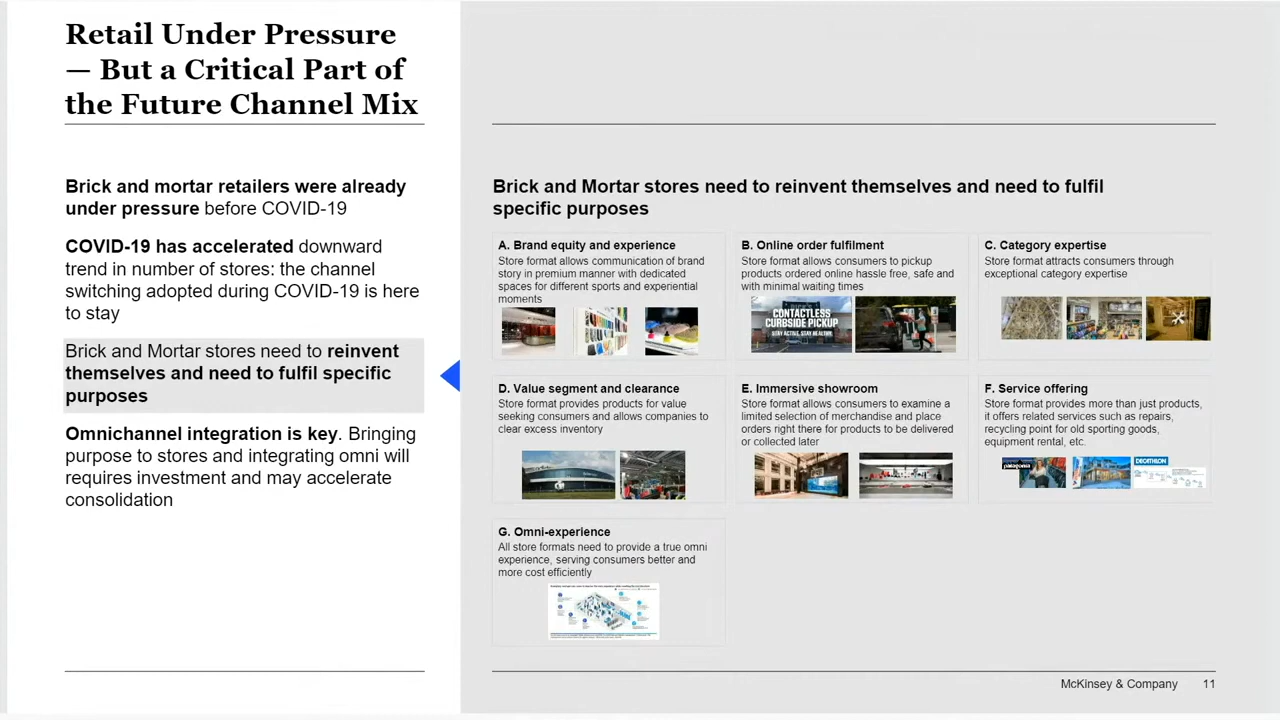 Retail Under Pressure
— But a Critical Part of
the Future Channel Mix
Brick and mortar retailers were already
under pressure before COVID-19
COVID-19 has accelerated downward
trend in number of stores: the channel
switching adopted during COVID-19 is here
to stay
Brick and Mortar stores need to reinvent
themselves and need to fulfil specific
purposes
Omnichannel integration is key. Bringing
purpose to stores and integrating omni will
requires investment and may accelerate
consolidation
Brick and Mortar stores need to reinvent themselves and need to fulfil
specific purposes
A. Brand equity and experience
Store format allows communication of brand
story in premium manner with dedicated
spaces for different sports and experiential
moments
B. Online order fulfilment
Store format allows consumers to pickup
products ordered online hassle free, safe and
with minimal waiting times
CONTACTLESS
CURBSIDE PICKUP
STAY ACTIVE. STAY HEALTHY.
C. Category expertise
Store format attracts consumers through
exceptional category expertise
D. Value segment and clearance
Store format provides products for value
seeking consumers and allows companies to
clear excess inventory
E. Immersive showroom
Store format allows consumers to examine a
limited selection of merchandise and place
orders right there for products to be delivered
or collected later
F. Service offering
Store format provides more than just products,
it offers related services such as repairs,
recycling point for old sporting goods,
equipment rental, etc.
patagonia
DECATHLON
G. Omni-experience
All store formats need to provide a true omni
experience, serving consumers better and
more cost efficiently
McKinsey & Company 11